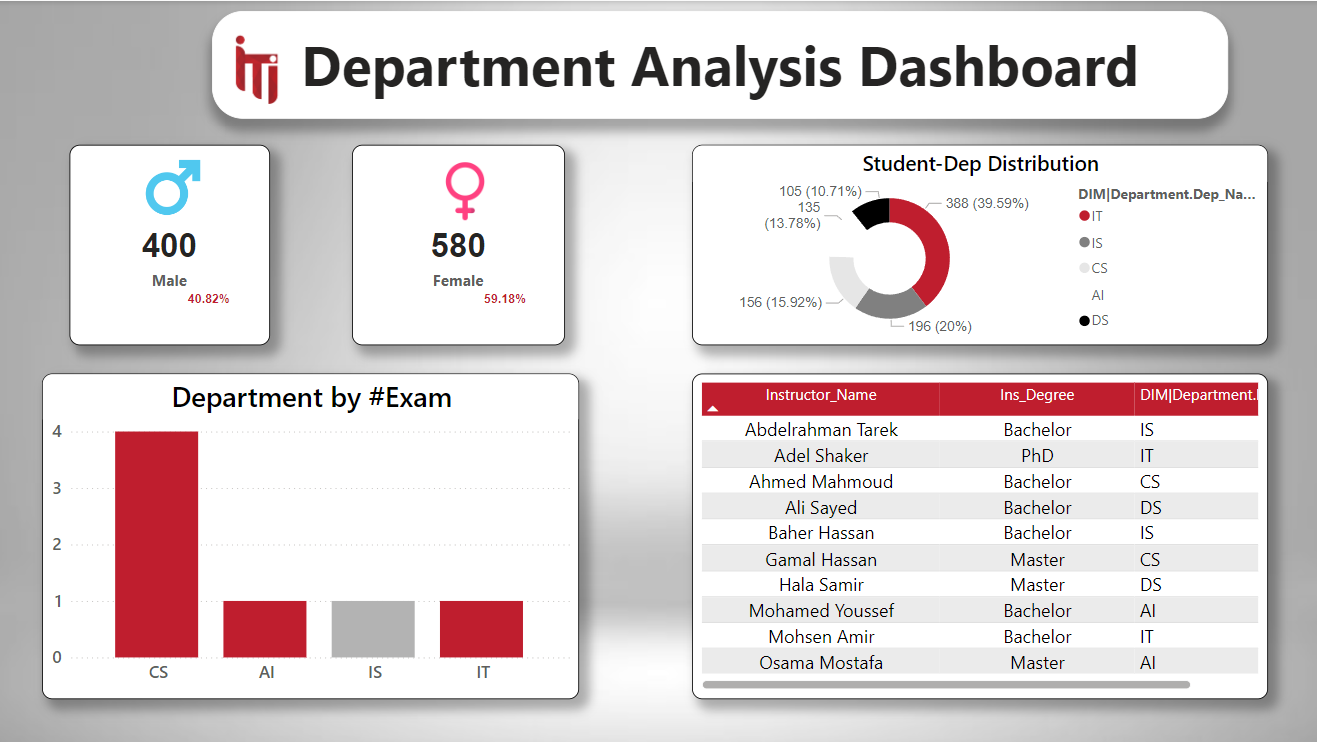 iTi
Department Analysis Dashboard
400
Male
40.82%
580
Female
59.18%
Student-Dep Distribution
105 (10.71%)
135
(13.78%)
388 (39.59%)
156 (15.92%)
196 (20%)
DIM|Department.Dep_Na...
IT
IS
CS
AI
DS
Department by #Exam
4
3
2
1
0
CS AI IS IT
Instructor_Name Ins_Degree DIM|Department.
Abdelrahman Tarek Bachelor IS
Adel Shaker PhD IT
Ahmed Mahmoud Bachelor CS
Ali Sayed Bachelor DS
Baher Hassan Bachelor IS
Gamal Hassan Master CS
Hala Samir Master DS
Mohamed Youssef Bachelor AI
Mohsen Amir Bachelor IT
Osama Mostafa Master AI